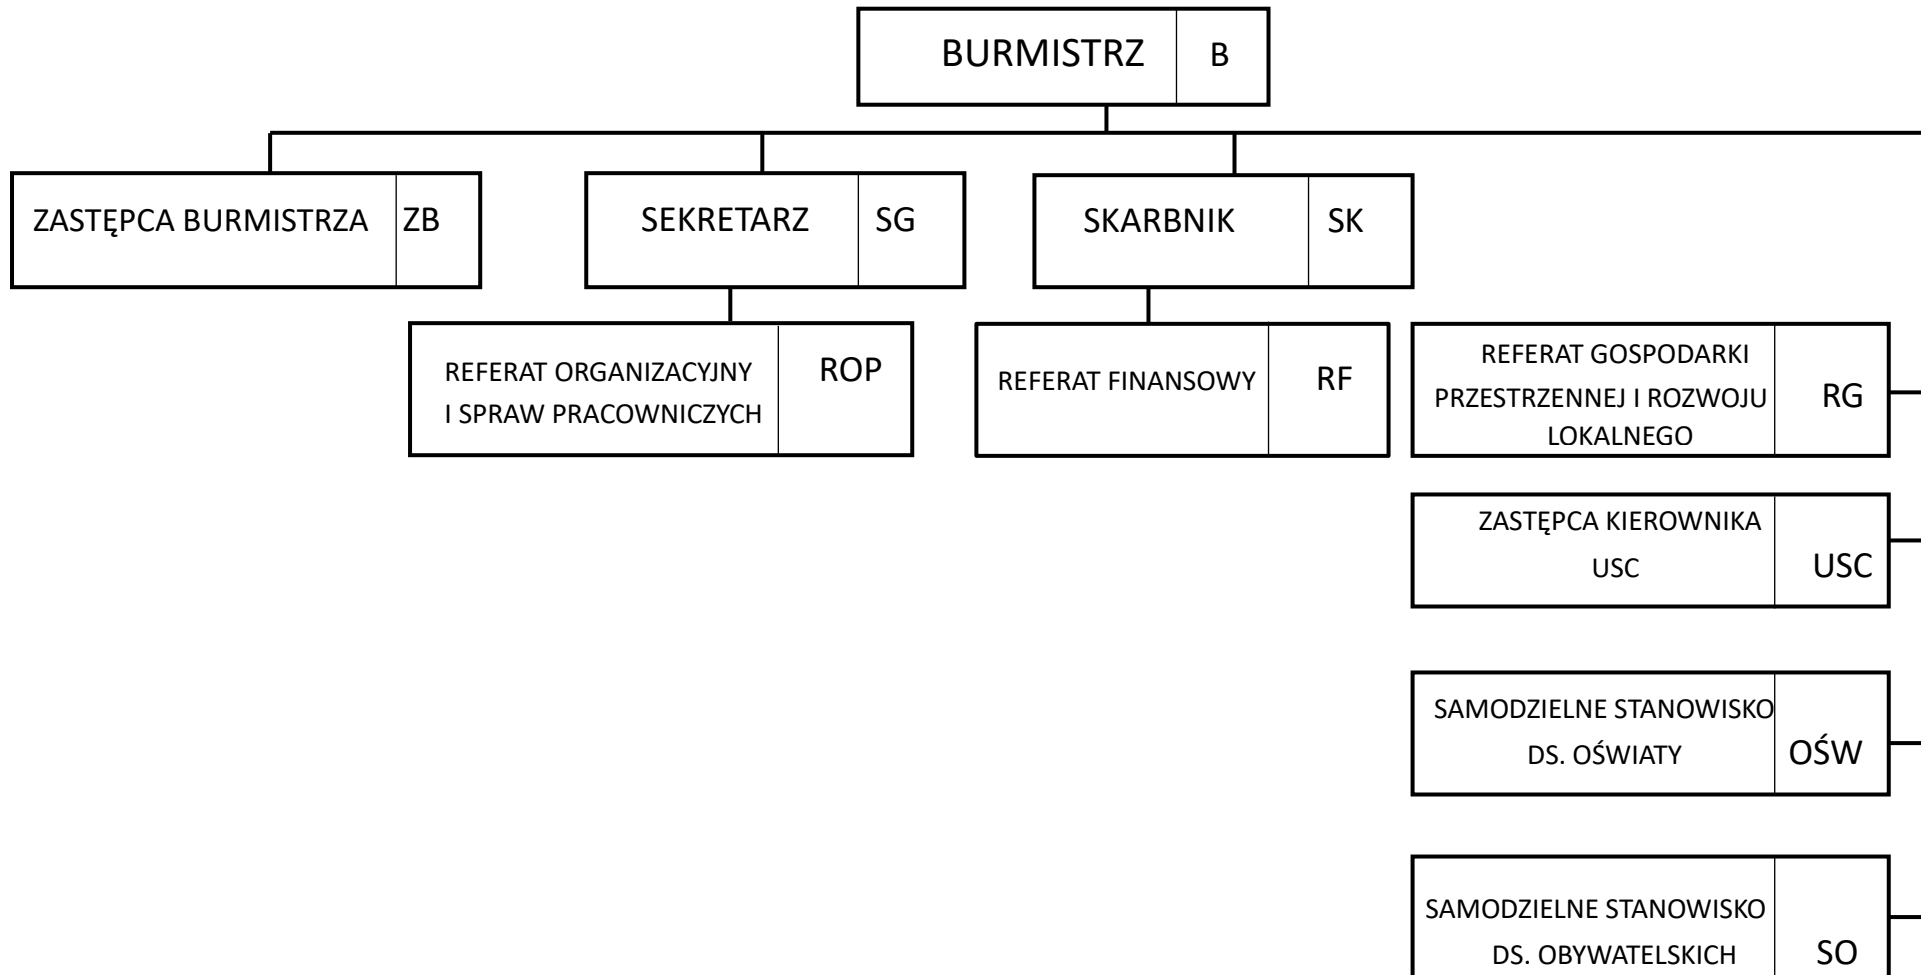 BURMISTRZ B
ZASTĘPCA BURMISTRZA ZB
SEKRETARZ SG
SKARBNIK SK
REFERAT ORGANIZACYJNY
I SPRAW PRACOWNICZYCH
ROP
REFERAT FINANSOWY RF
REFERAT GOSPODARKI
PRZESTRZENNEJ I ROZWOJU
LOKALNEGO
RG
ZASTĘPCA KIEROWNIKA
USC
USC
SAMODZIELNE STANOWISKO
DS. OŚWIATY
OŚW
SAMODZIELNE STANOWISKO
DS. OBYWATELSKICH
SO